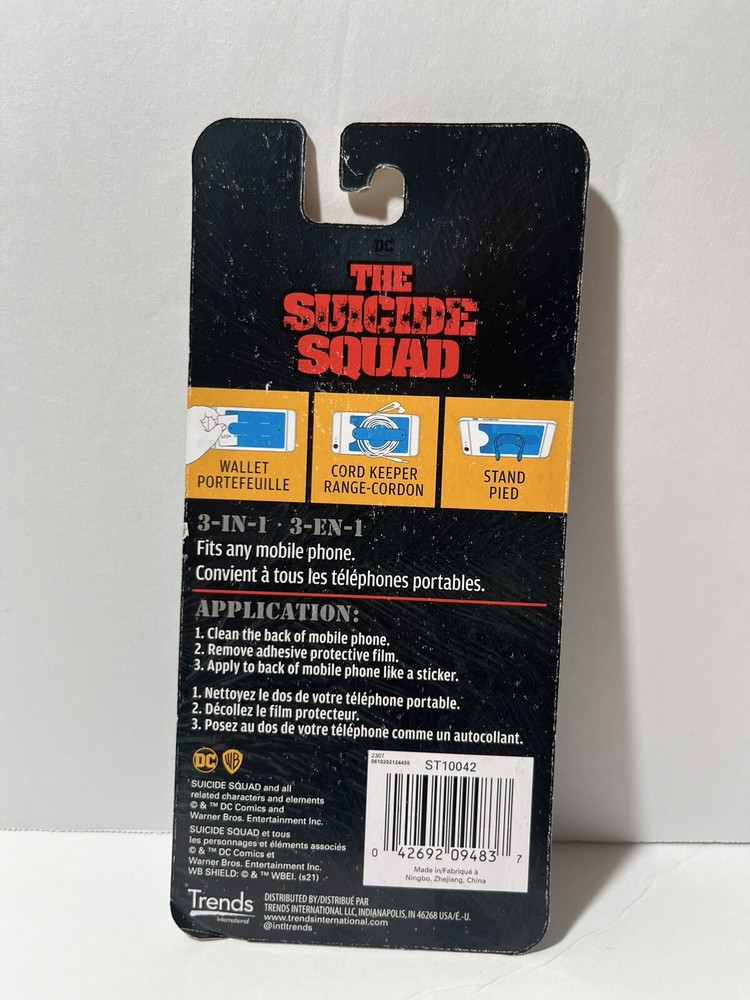 DC
THE
SUICIDE
SQUAD™
WALLET
PORTEFEUILLE
CORD KEEPER
RANGE-CORDON
STAND
PIED
3-IN-1 · 3-EN-1
Fits any mobile phone.
Convient à tous les téléphones portables.
APPLICATION:
1. Clean the back of mobile phone.
2. Remove adhesive protective film.
3. Apply to back of mobile phone like a sticker.
1. Nettoyez le dos de votre téléphone portable.
2. Décollez le film protecteur.
3. Posez au dos de votre téléphone comme un autocollant.
DC WB
SUICIDE SQUAD and all
related characters and elements
© & ™ DC Comics and
Warner Bros. Entertainment Inc.
SUICIDE SQUAD et tous
les personnages et éléments associés
© & ™ DC Comics et
Warner Bros. Entertainment Inc.
WB SHIELD: © & ™ WBEI. (s21)
2307
0610202124455
ST10042
0 42692 09483 7
Made in/Fabriqué à
Ningbo, Zhejiang, China
Trends
International
DISTRIBUTED BY/DISTRIBUÉ PAR
TRENDS INTERNATIONAL LLC, INDIANAPOLIS, IN 46268 USA/É.-U.
www.trendsinternational.com
@intltrends